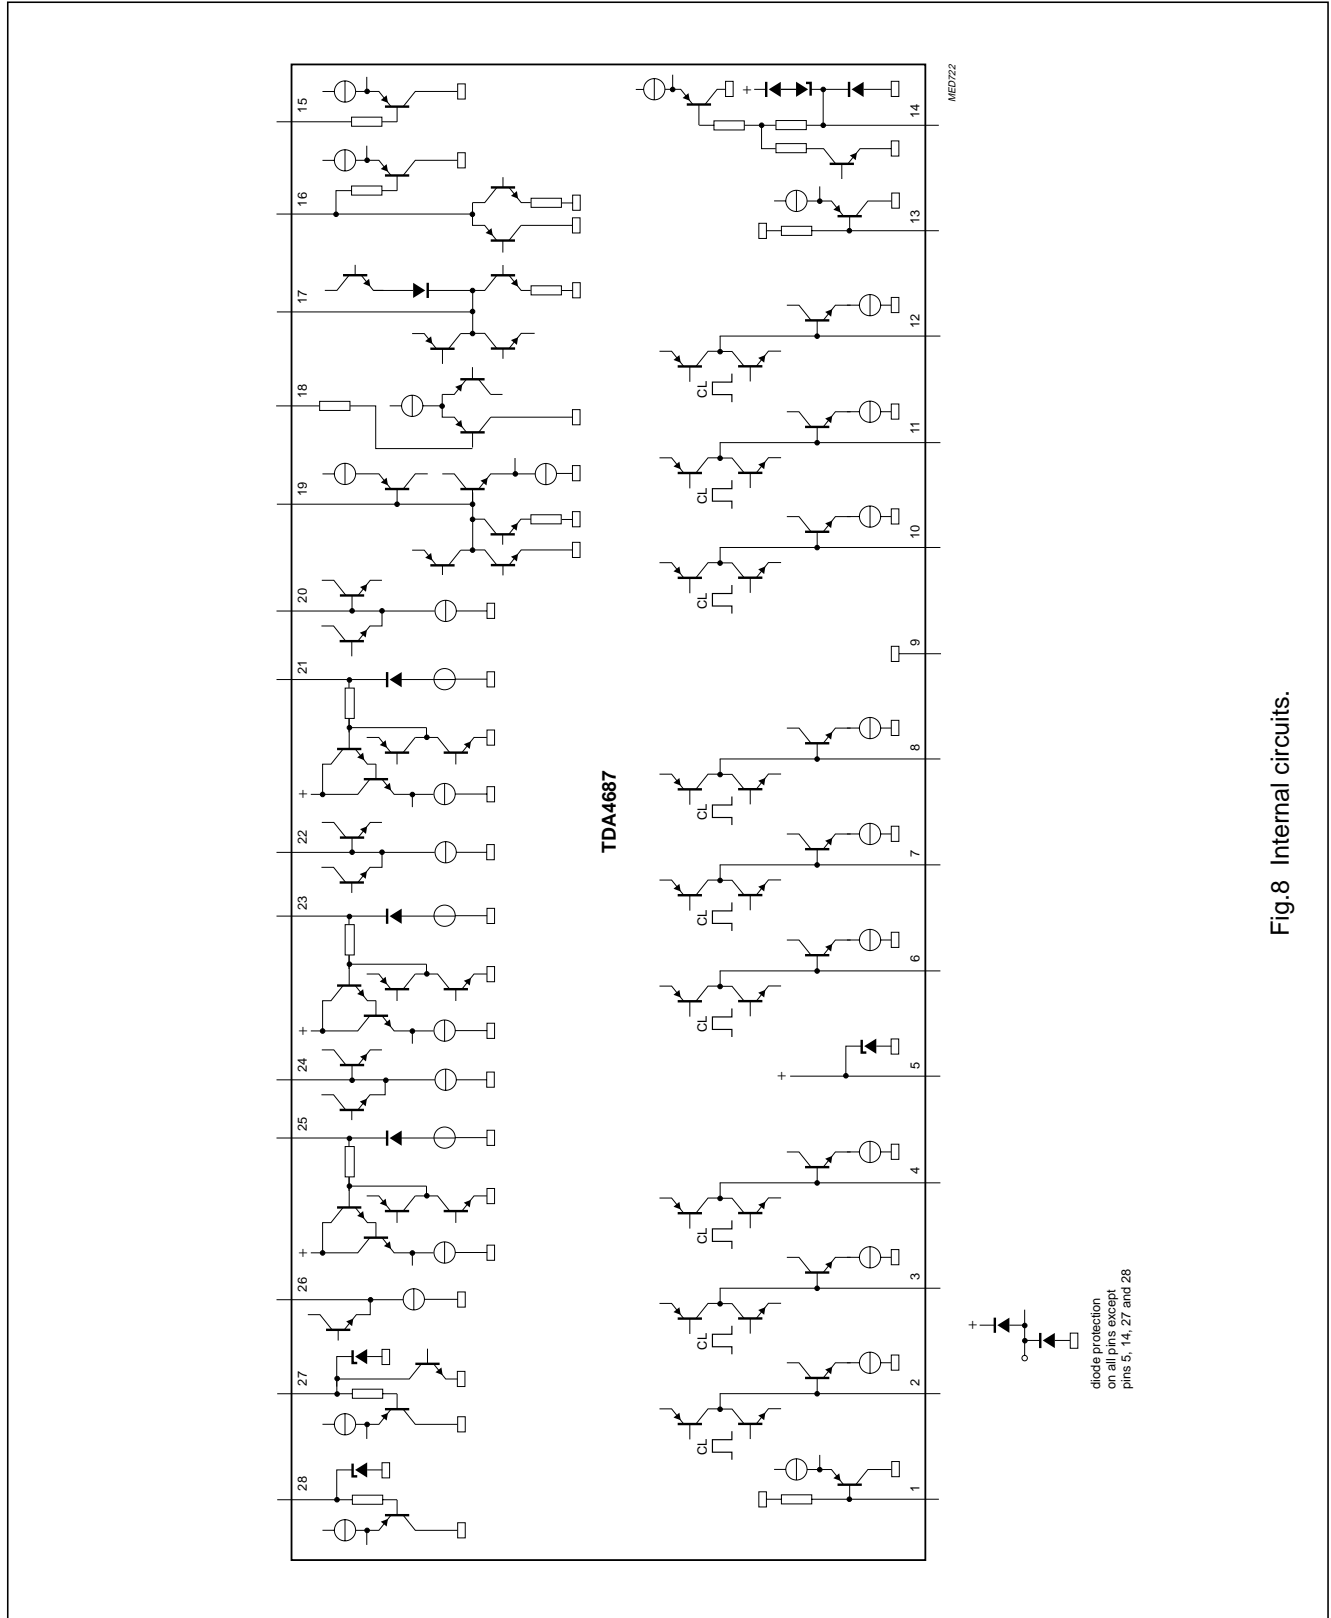 MED722
15
16
17
18
19
20
21
22
23
24
25
26
27
28
+
+
+
TDA4687
+
14
13
12
CL
11
CL
10
CL
9
8
CL
7
CL
6
CL
5
+
4
CL
3
CL
2
CL
1
+
diode protection
on all pins except
pins 5, 14, 27 and 28
Fig.8 Internal circuits.